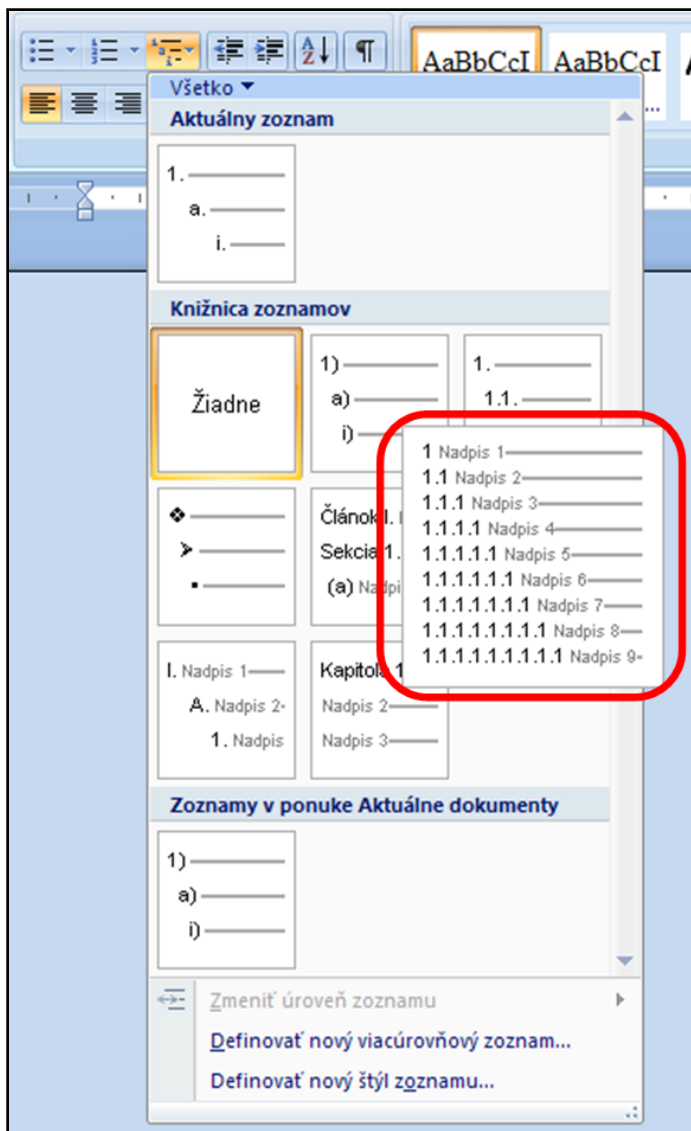 AaBbCcI AaBbCcI
...
Všetko
Aktuálny zoznam
1.
a.
i.
Knižnica zoznamov
Žiadne
1)
a)
i)
1.
1.1.
1 Nadpis 1
1.1 Nadpis 2
1.1.1 Nadpis 3
1.1.1.1 Nadpis 4
1.1.1.1.1 Nadpis 5
1.1.1.1.1.1 Nadpis 6
1.1.1.1.1.1.1 Nadpis 7
1.1.1.1.1.1.1.1 Nadpis 8
1.1.1.1.1.1.1.1.1 Nadpis 9
Článok I.
Sekcia 1.
(a) Nadpi
I. Nadpis 1
A. Nadpis 2
1. Nadpis
Kapitola 1
Nadpis 2
Nadpis 3
Zoznamy v ponuke Aktuálne dokumenty
1)
a)
i)
Zmeniť úroveň zoznamu
Definovať nový viacúrovňový zoznam...
Definovať nový štýl zoznamu...